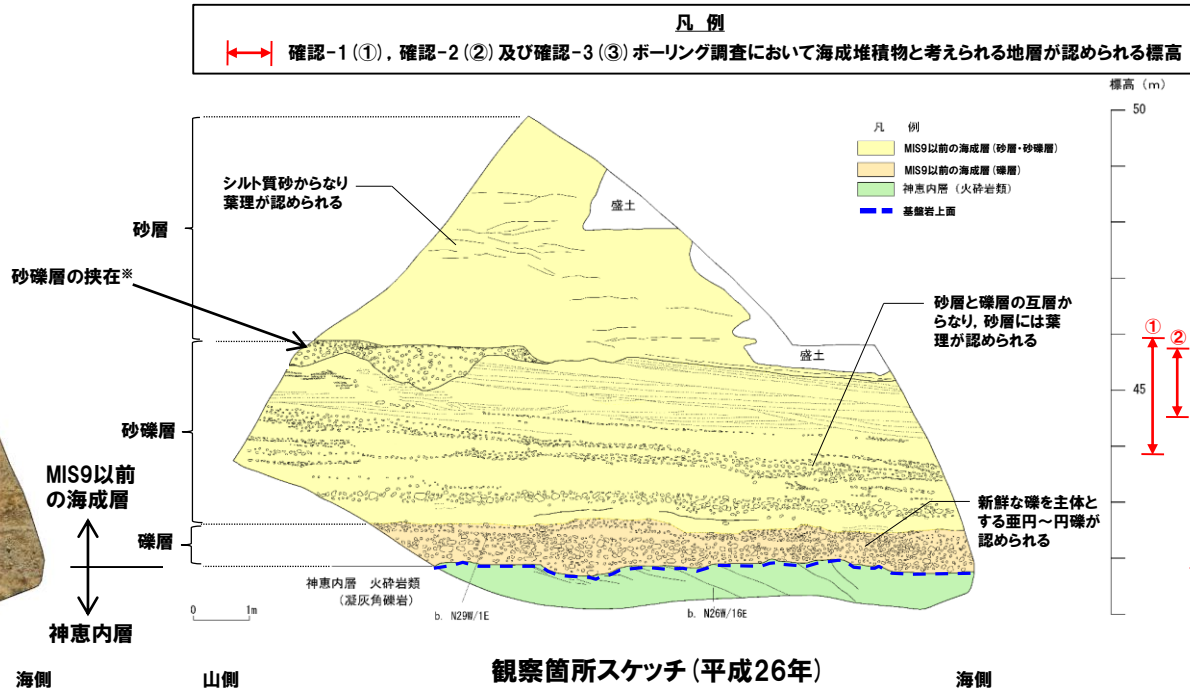 凡 例
確認-1(①)，確認-2(②)及び確認-3(③)ボーリング調査において海成堆積物と考えられる地層が認められる標高
標高（m）
50
45
凡 例
MIS9以前の海成層(砂層・砂礫層)
MIS9以前の海成層(礫層)
神恵内層（火砕岩類）
基盤岩上面
盛土
シルト質砂からなり
葉理が認められる
砂層
砂礫層の挟在※
砂層と礫層の互層か
らなり，砂層には葉
理が認められる
盛土
①
②
砂礫層
MIS9以前
の海成層
新鮮な礫を主体と
する亜円～円礫が
認められる
礫層
神恵内層 火砕岩類
（凝灰角礫岩）
0 1m
b. N29W/1E
b. N26W/16E
神恵内層
観察箇所スケッチ(平成26年)
海側
山側
海側